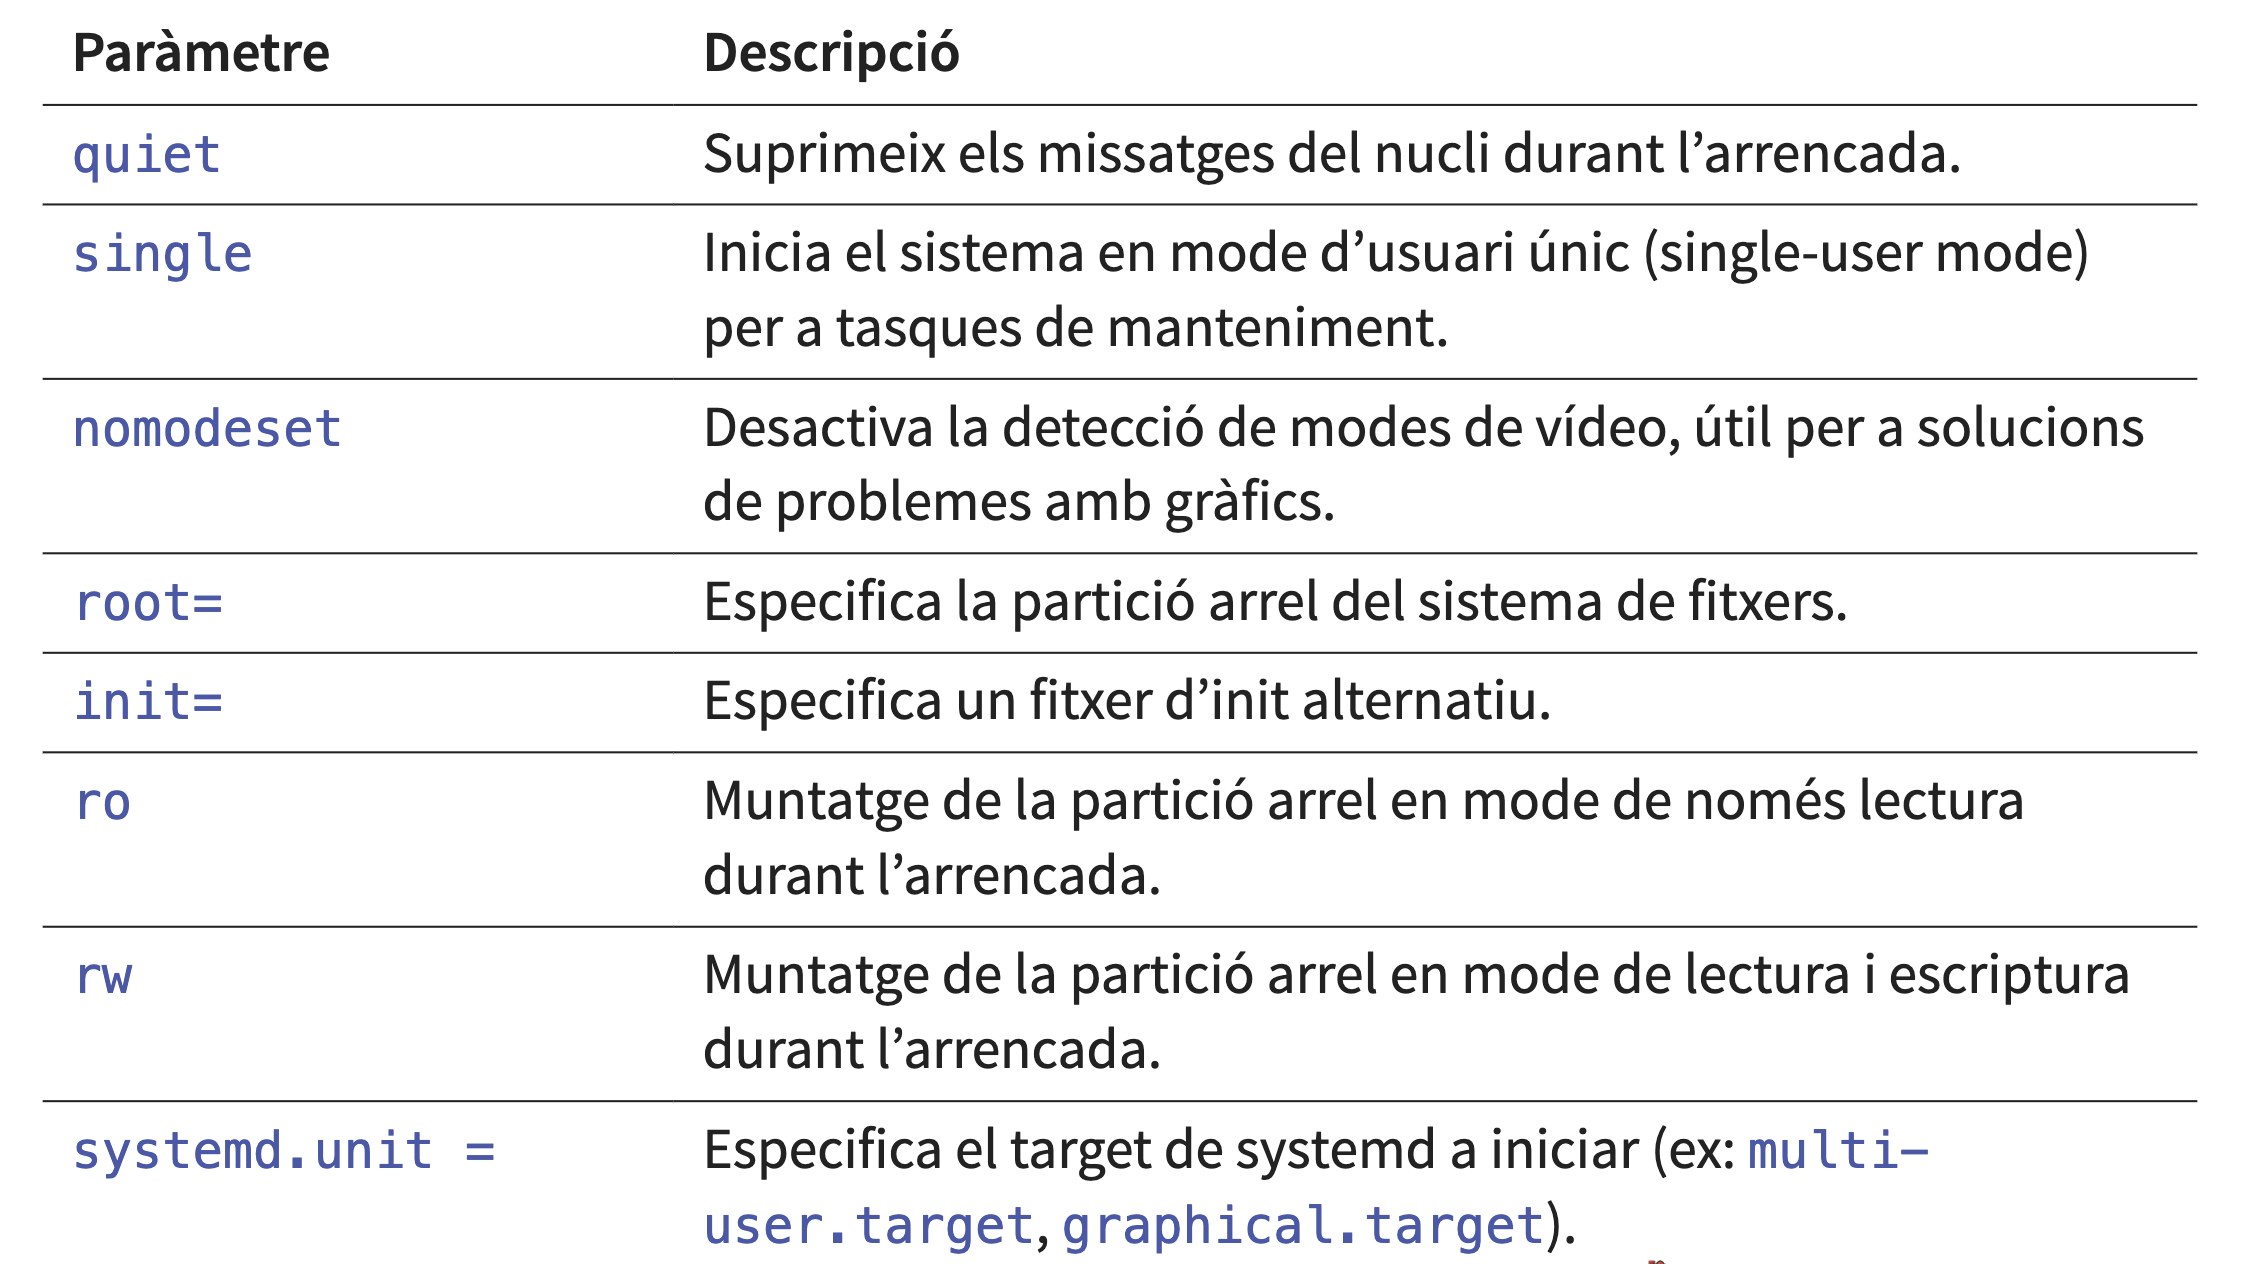 Paràmetre Descripció
quiet Suprimeix els missatges del nucli durant l’arrencada.
single Inicia el sistema en mode d’usuari únic (single-user mode)
per a tasques de manteniment.
nomodeset Desactiva la detecció de modes de vídeo, útil per a solucions
de problemes amb gràfics.
root= Especifica la partició arrel del sistema de fitxers.
init= Especifica un fitxer d’init alternatiu.
ro Muntatge de la partició arrel en mode de només lectura
durant l’arrencada.
rw Muntatge de la partició arrel en mode de lectura i escriptura
durant l’arrencada.
systemd.unit = Especifica el target de systemd a iniciar (ex: multi-
user.target, graphical.target).